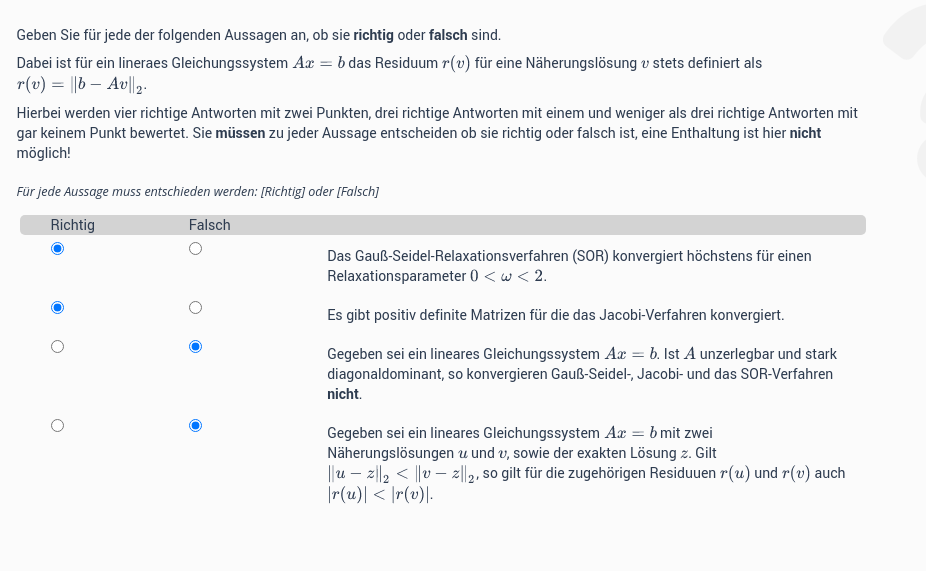 Geben Sie für jede der folgenden Aussagen an, ob sie richtig oder falsch sind.
Dabei ist für ein lineraes Gleichungssystem Ax = b das Residuum r(v) für eine Näherungslösung v stets definiert als
r(v) = ‖b − Av‖₂.
Hierbei werden vier richtige Antworten mit zwei Punkten, drei richtige Antworten mit einem und weniger als drei richtige Antworten mit
gar keinem Punkt bewertet. Sie müssen zu jeder Aussage entscheiden ob sie richtig oder falsch ist, eine Enthaltung ist hier nicht
möglich!
Für jede Aussage muss entschieden werden: [Richtig] oder [Falsch]
Richtig Falsch
Das Gauß-Seidel-Relaxationsverfahren (SOR) konvergiert höchstens für einen
Relaxationsparameter 0 < ω < 2.
Es gibt positiv definite Matrizen für die das Jacobi-Verfahren konvergiert.
Gegeben sei ein lineares Gleichungssystem Ax = b. Ist A unzerlegbar und stark
diagonaldominant, so konvergieren Gauß-Seidel-, Jacobi- und das SOR-Verfahren
nicht.
Gegeben sei ein lineares Gleichungssystem Ax = b mit zwei
Näherungslösungen u und v, sowie der exakten Lösung z. Gilt
‖u − z‖₂ < ‖v − z‖₂, so gilt für die zugehörigen Residuuen r(u) und r(v) auch
|r(u)| < |r(v)|.